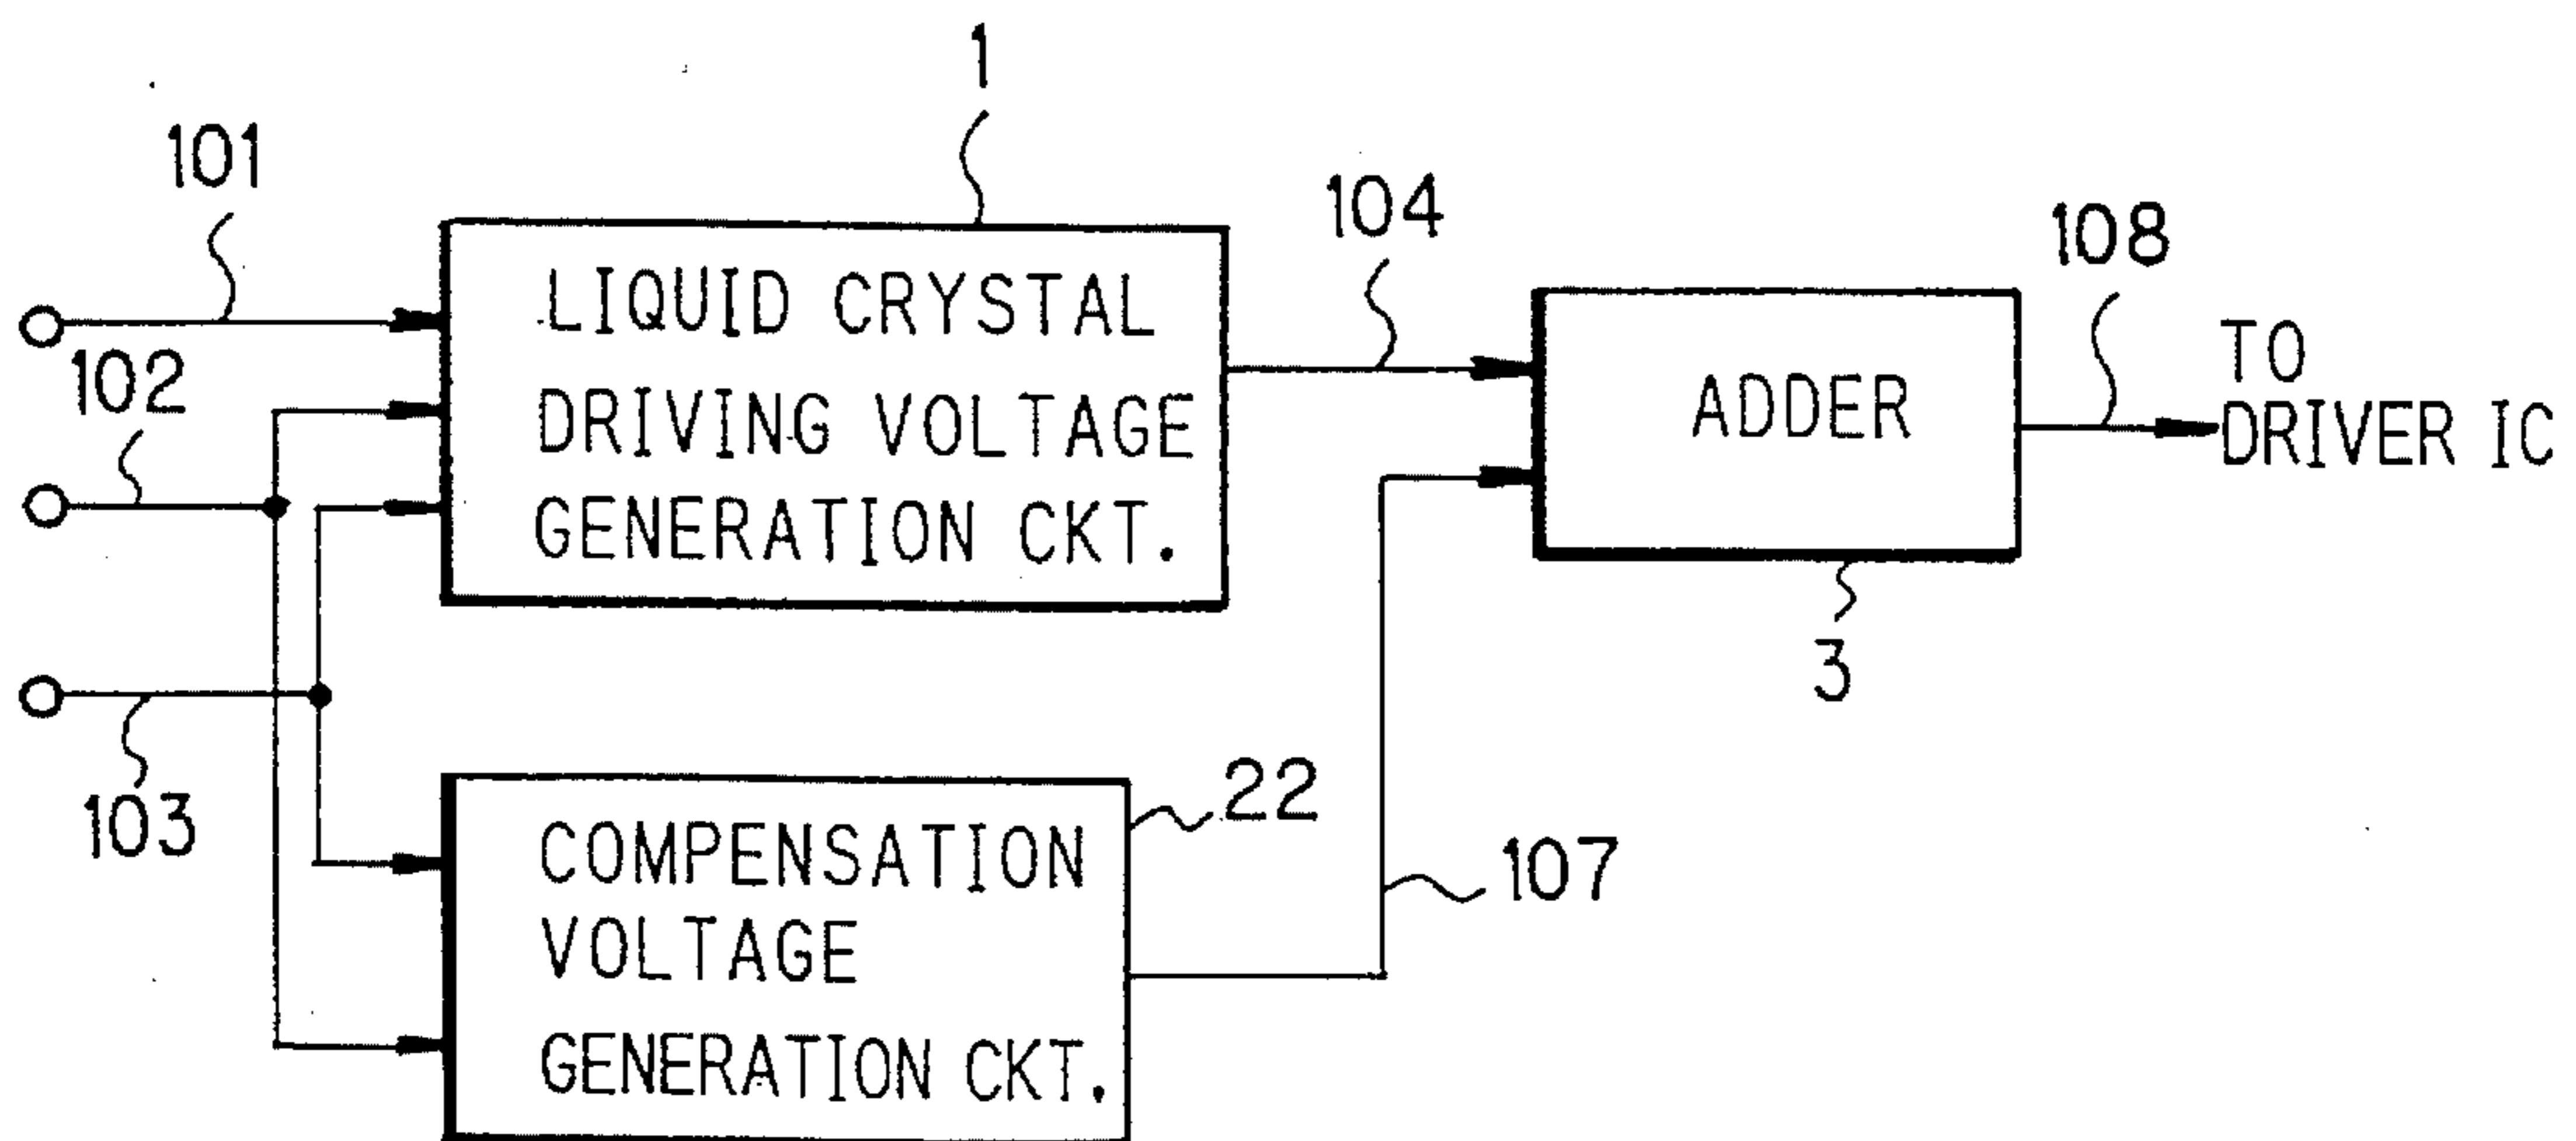 1
101
104
108
LIQUID CRYSTAL
DRIVING VOLTAGE
GENERATION CKT.
102
ADDER
TO
DRIVER IC
3
103
22
COMPENSATION
VOLTAGE
GENERATION CKT.
107